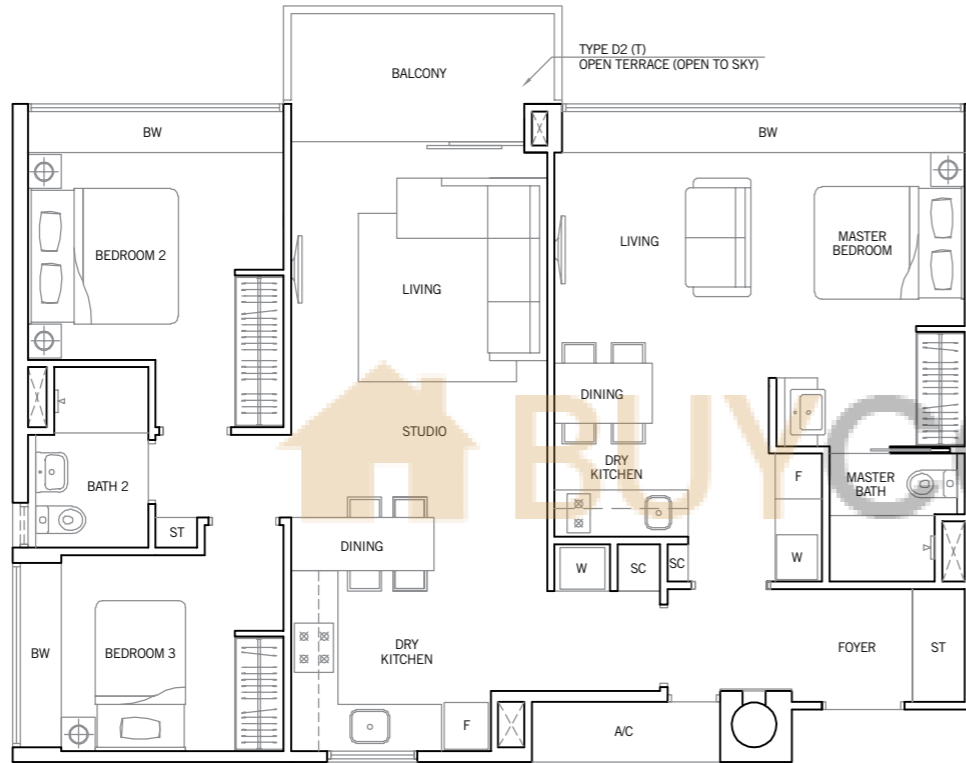 TYPE D2 (T)
OPEN TERRACE (OPEN TO SKY)
BALCONY
BW
BW
BEDROOM 2
LIVING
LIVING
MASTER
BEDROOM
DINING
STUDIO
BUYC
DRY
KITCHEN
BATH 2
F
MASTER
BATH
ST
DINING
W
SC
SC
W
BW
BEDROOM 3
DRY
KITCHEN
FOYER
ST
F
A/C